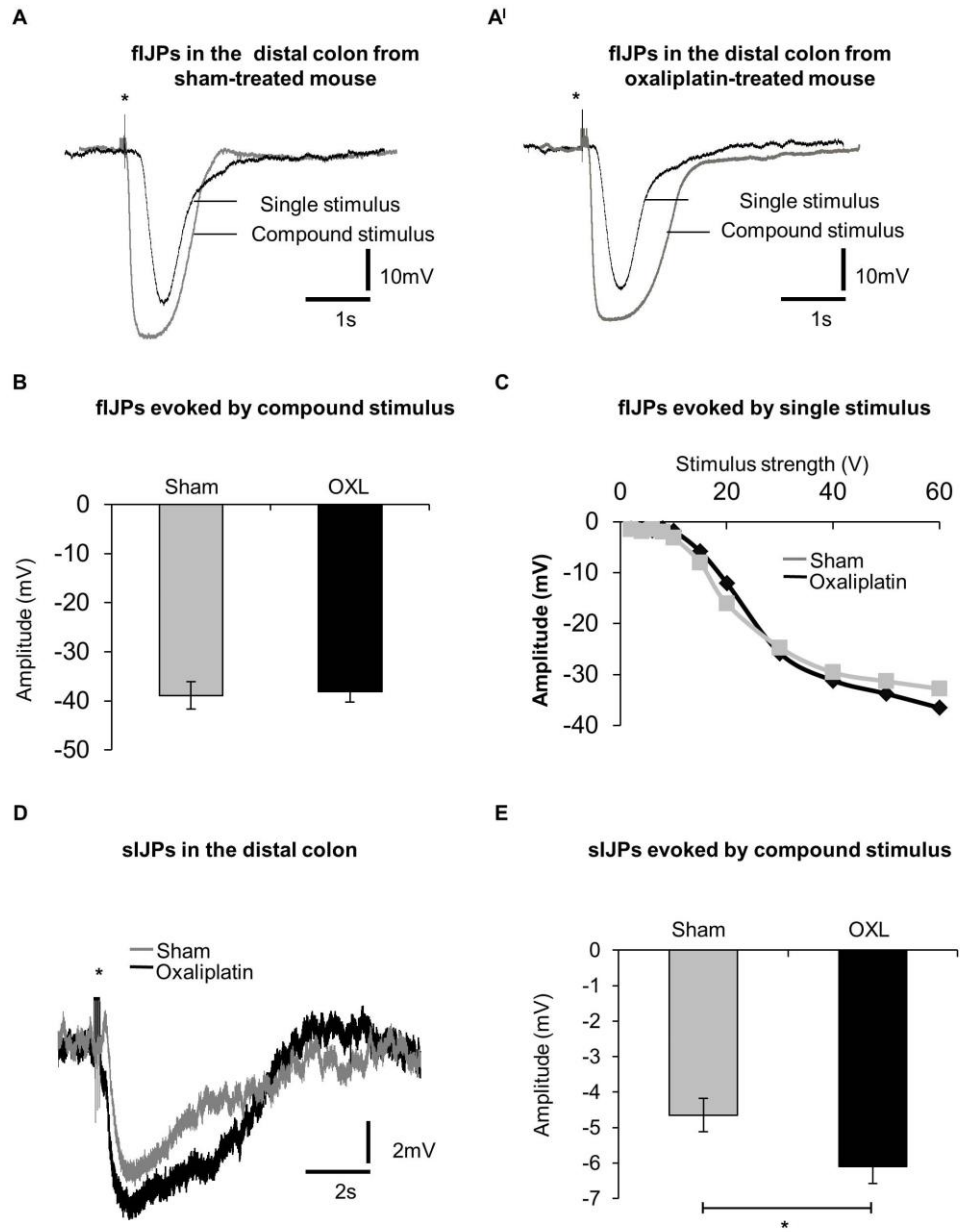 A
fIJPs in the distal colon from
sham-treated mouse
*
Single stimulus
Compound stimulus
10mV
1s
A|
fIJPs in the distal colon from
oxaliplatin-treated mouse
*
Single stimulus
Compound stimulus
10mV
1s
B
fIJPs evoked by compound stimulus
Sham
OXL
0
-10
-20
-30
-40
-50
Amplitude (mV)
C
fIJPs evoked by single stimulus
Stimulus strength (V)
0
20
40
60
0
-10
-20
-30
-40
Amplitude (mV)
Sham
Oxaliplatin
D
sIJPs in the distal colon
Sham
Oxaliplatin
*
2mV
2s
E
sIJPs evoked by compound stimulus
Sham
OXL
0
-1
-2
-3
-4
-5
-6
-7
Amplitude (mV)
*